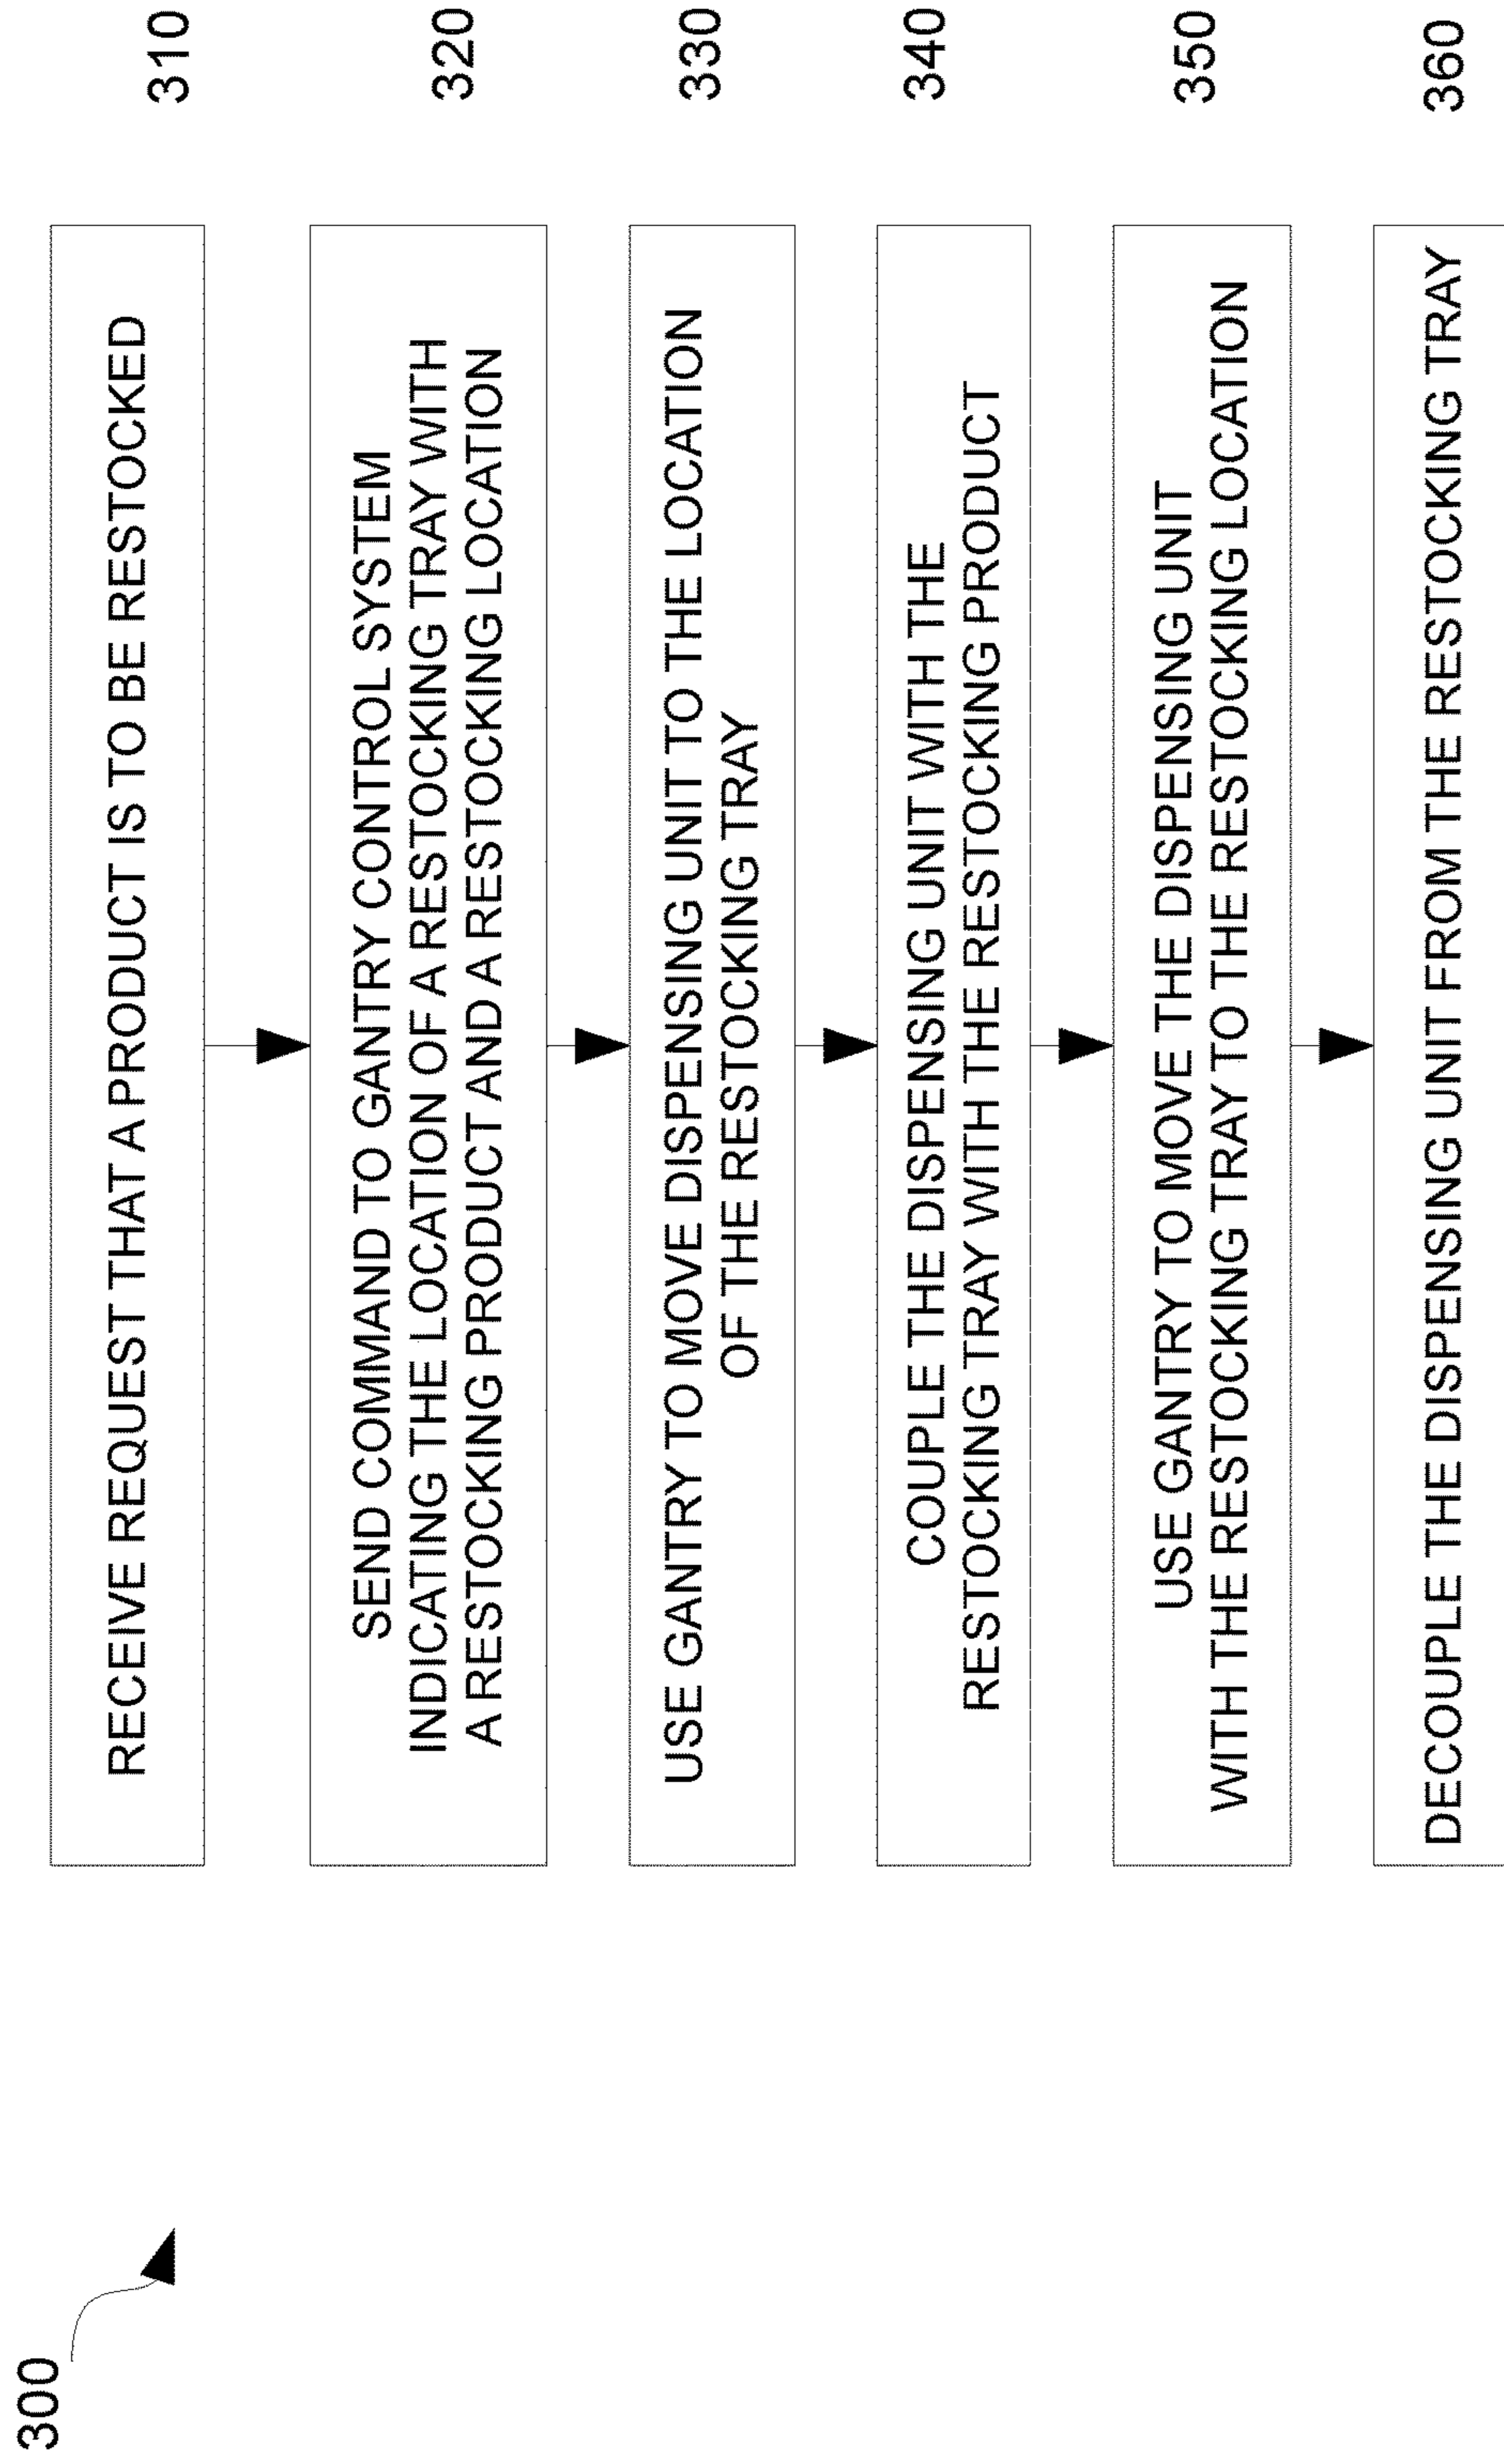 300
RECEIVE REQUEST THAT A PRODUCT IS TO BE RESTOCKED
310
SEND COMMAND TO GANTRY CONTROL SYSTEM
INDICATING THE LOCATION OF A RESTOCKING TRAY WITH
A RESTOCKING PRODUCT AND A RESTOCKING LOCATION
320
USE GANTRY TO MOVE DISPENSING UNIT TO THE LOCATION
OF THE RESTOCKING TRAY
330
COUPLE THE DISPENSING UNIT WITH THE
RESTOCKING TRAY WITH THE RESTOCKING PRODUCT
340
USE GANTRY TO MOVE THE DISPENSING UNIT
WITH THE RESTOCKING TRAY TO THE RESTOCKING LOCATION
350
DECOUPLE THE DISPENSING UNIT FROM THE RESTOCKING TRAY
360